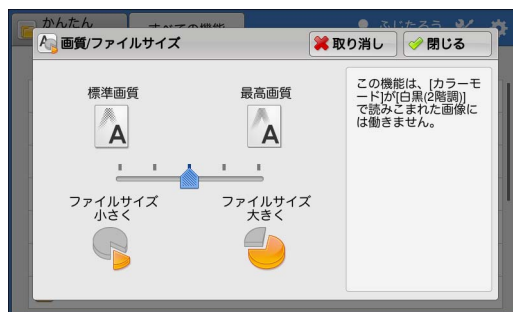 かんたん
すべての機能
ふじたろう
画質/ファイルサイズ
取り消し
閉じる
標準画質
最高画質
A
A
ファイルサイズ
小さく
ファイルサイズ
大きく
この機能は、[カラーモ
ード]が[白黒(2階調)]
で読みこまれた画像に
は働きません。